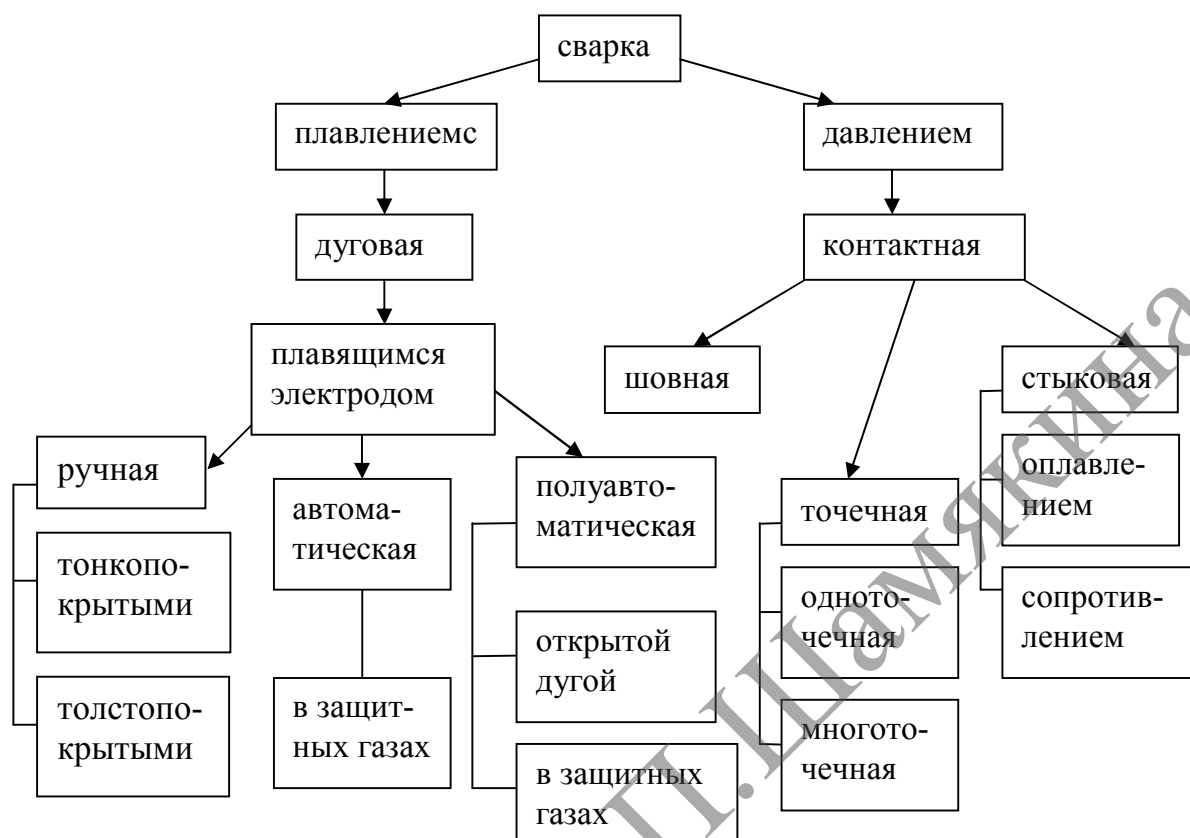 сварка
плавлениемс
давлением
дуговая
контактная
плавящимся
электродом
шовная
стыковая
ручная
автома-
тическая
полуавто-
матическая
точечная
оплавле-
нием
тонкопо-
крытыми
открытой
дугой
одното-
чечная
сопротив-
лением
толстопо-
крытыми
в защит-
ных газах
в защитных
газах
многото-
чечная
П.Шамякина